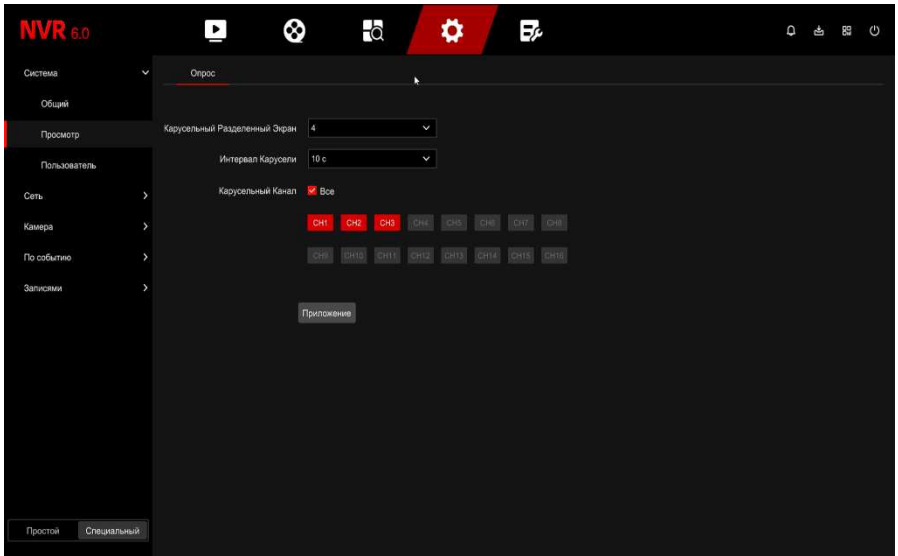 NVR 6.0
Система
Общий
Просмотр
Пользователь
Сеть
Камера
По событию
Записями
Простой Специальный
Опрос
Карусельный Разделенный Экран 4
Интервал Карусели 10 с
Карусельный Канал Все
CH1 CH2 CH3 CH4 CH5 CH6 CH7 CH8
CH9 CH10 CH11 CH12 CH13 CH14 CH15 CH16
Приложение